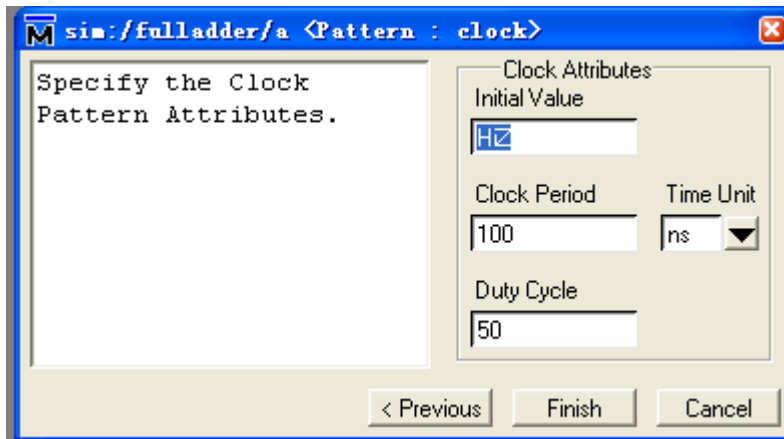 sim:/fulladder/a <Pattern : clock>
Specify the Clock
Pattern Attributes.
Clock Attributes
Initial Value
HiZ
Clock Period
Time Unit
100
ns
Duty Cycle
50
< Previous
Finish
Cancel